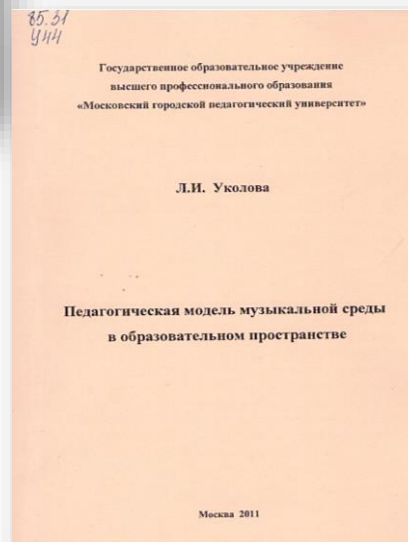 85.31
У44
Государственное образовательное учреждение
высшего профессионального образования
«Московский городской педагогический университет»
Л.И. Уколова
Педагогическая модель музыкальной среды
в образовательном пространстве
Москва 2011